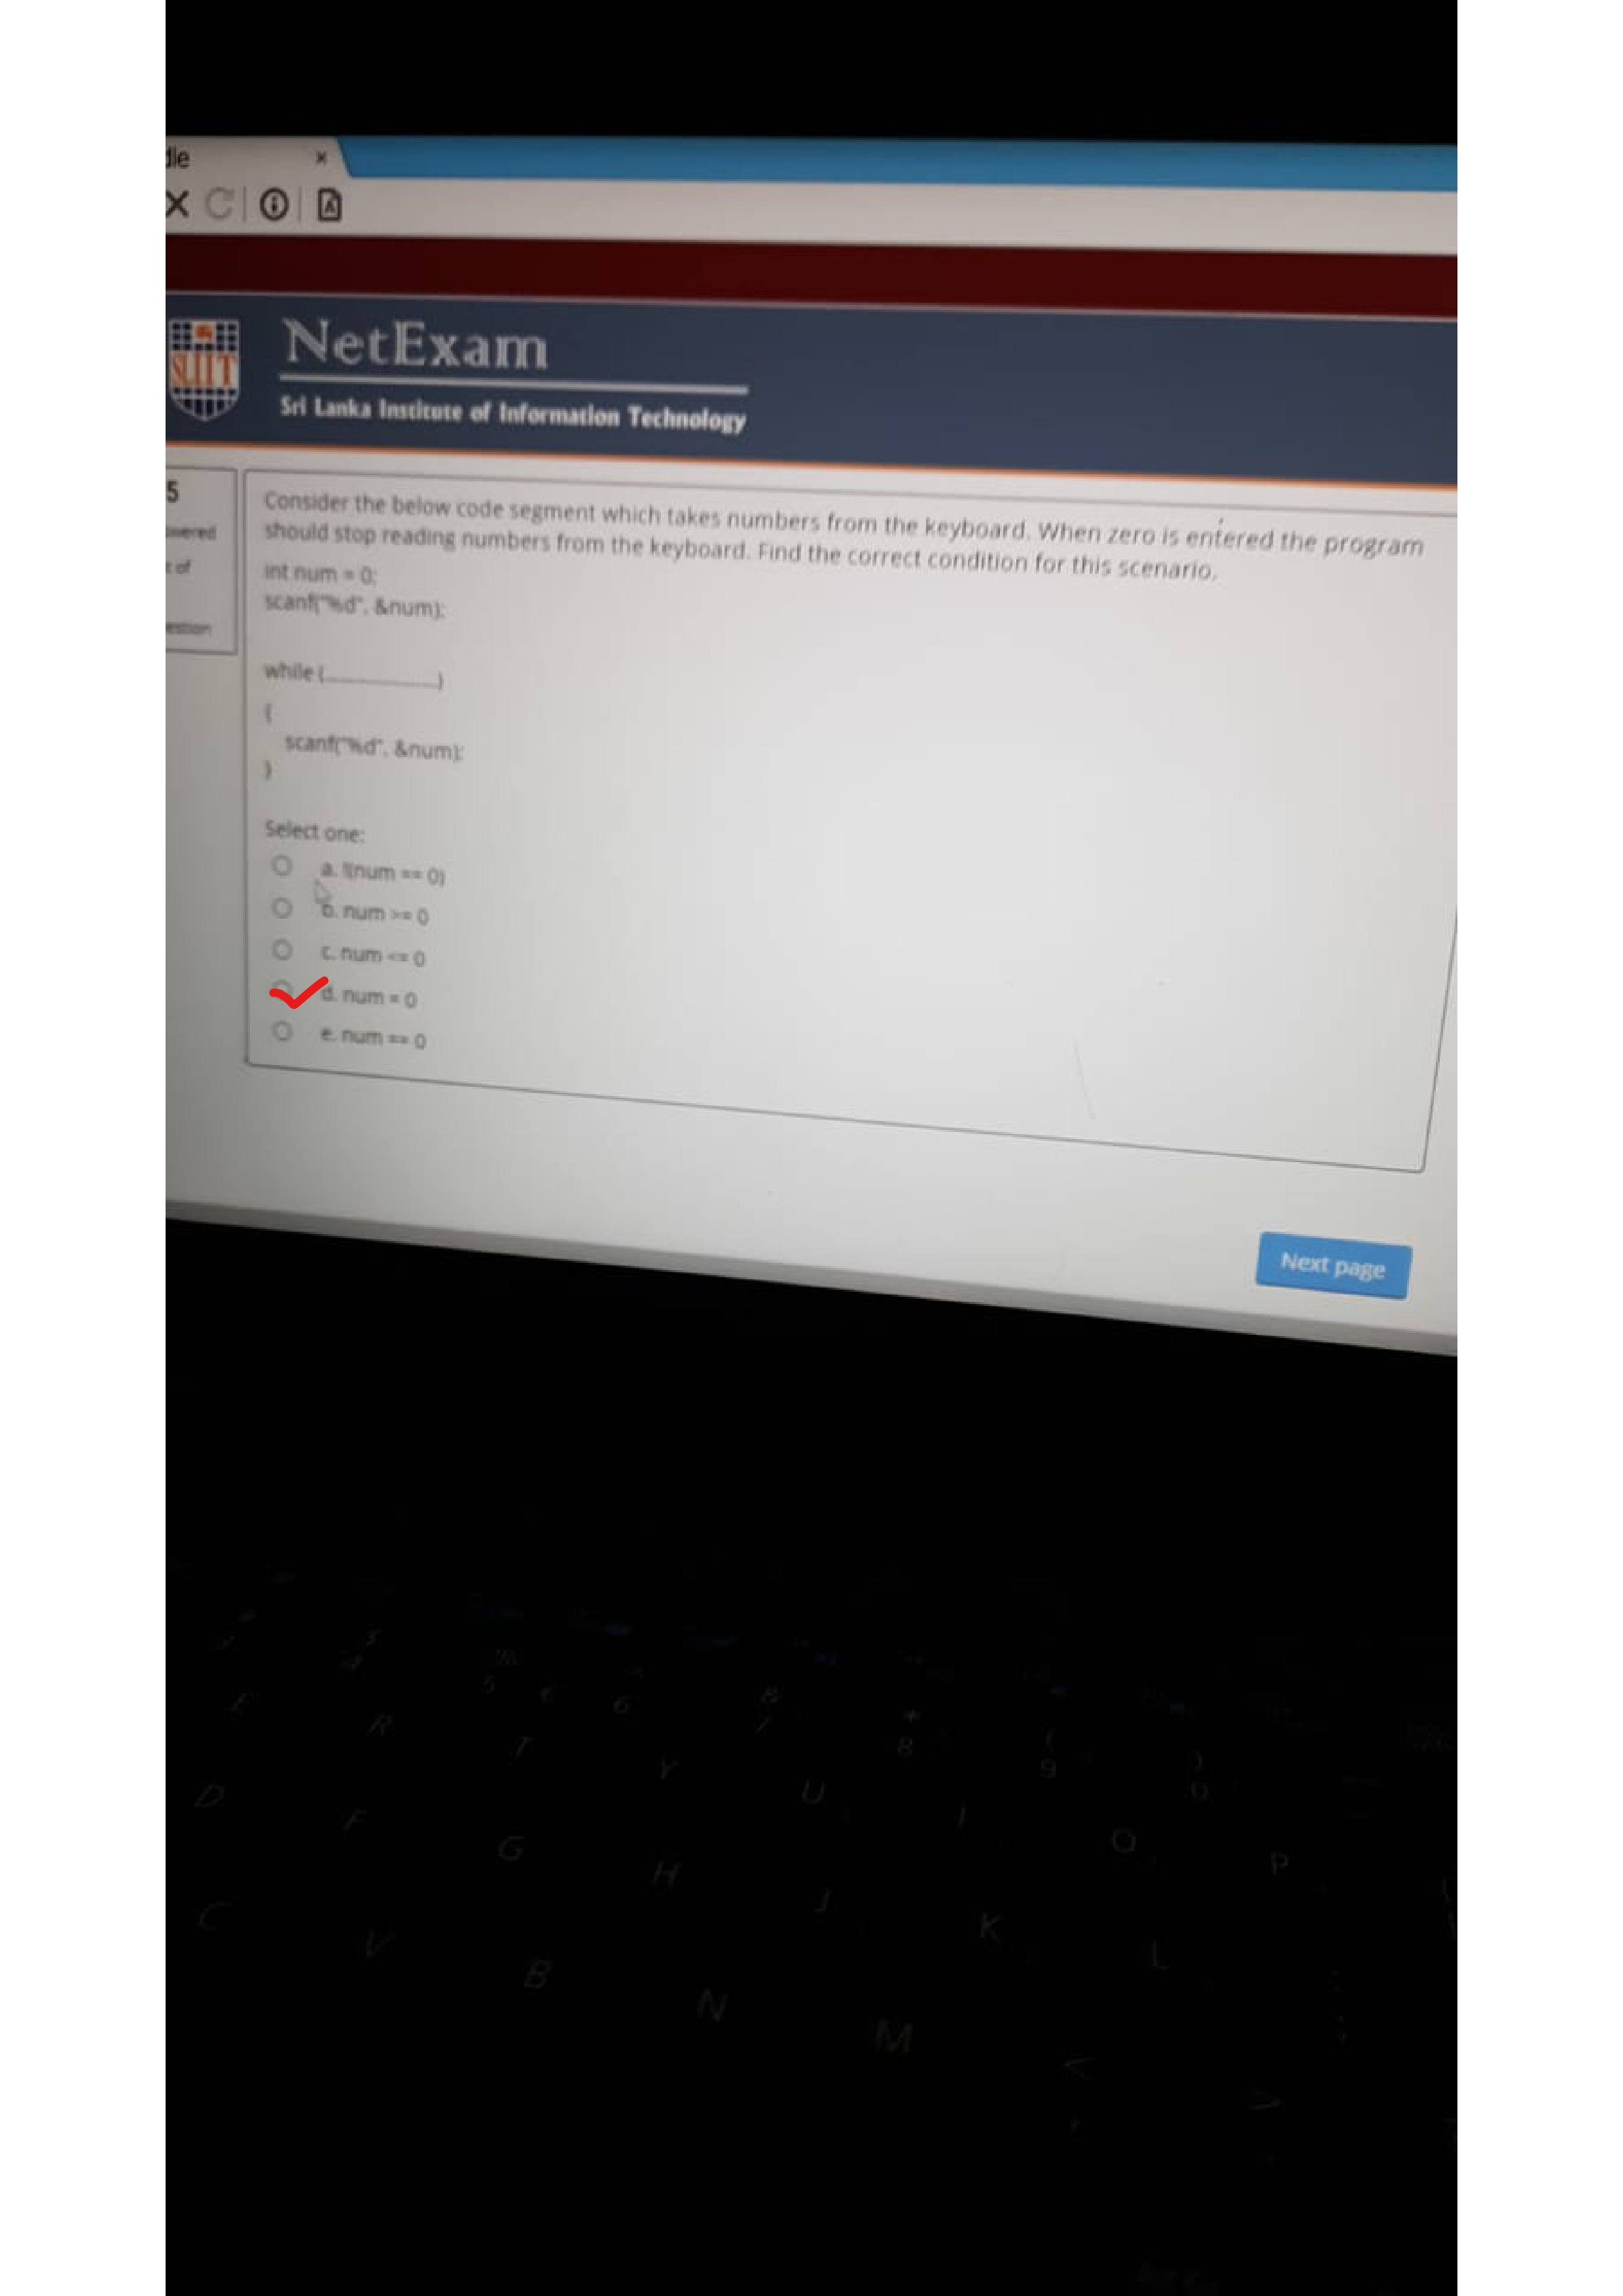 die ×
NetExam
SLIIT
Sri Lanka Institute of Information Technology
5
wered
t of
estion
Consider the below code segment which takes numbers from the keyboard. When zero is entered the program
should stop reading numbers from the keyboard. Find the correct condition for this scenario.
int num = 0;
scanf("%d", &num);
while (....................)
{
scanf("%d", &num);
}
Select one:
a. !(num == 0)
b. num >= 0
c. num <= 0
d. num = 0
e. num == 0
Next page
5 € 6 & 7 * 8 ( 9 ) 0
E R T Y U I O P
D F G H J K L
C V B N M < >